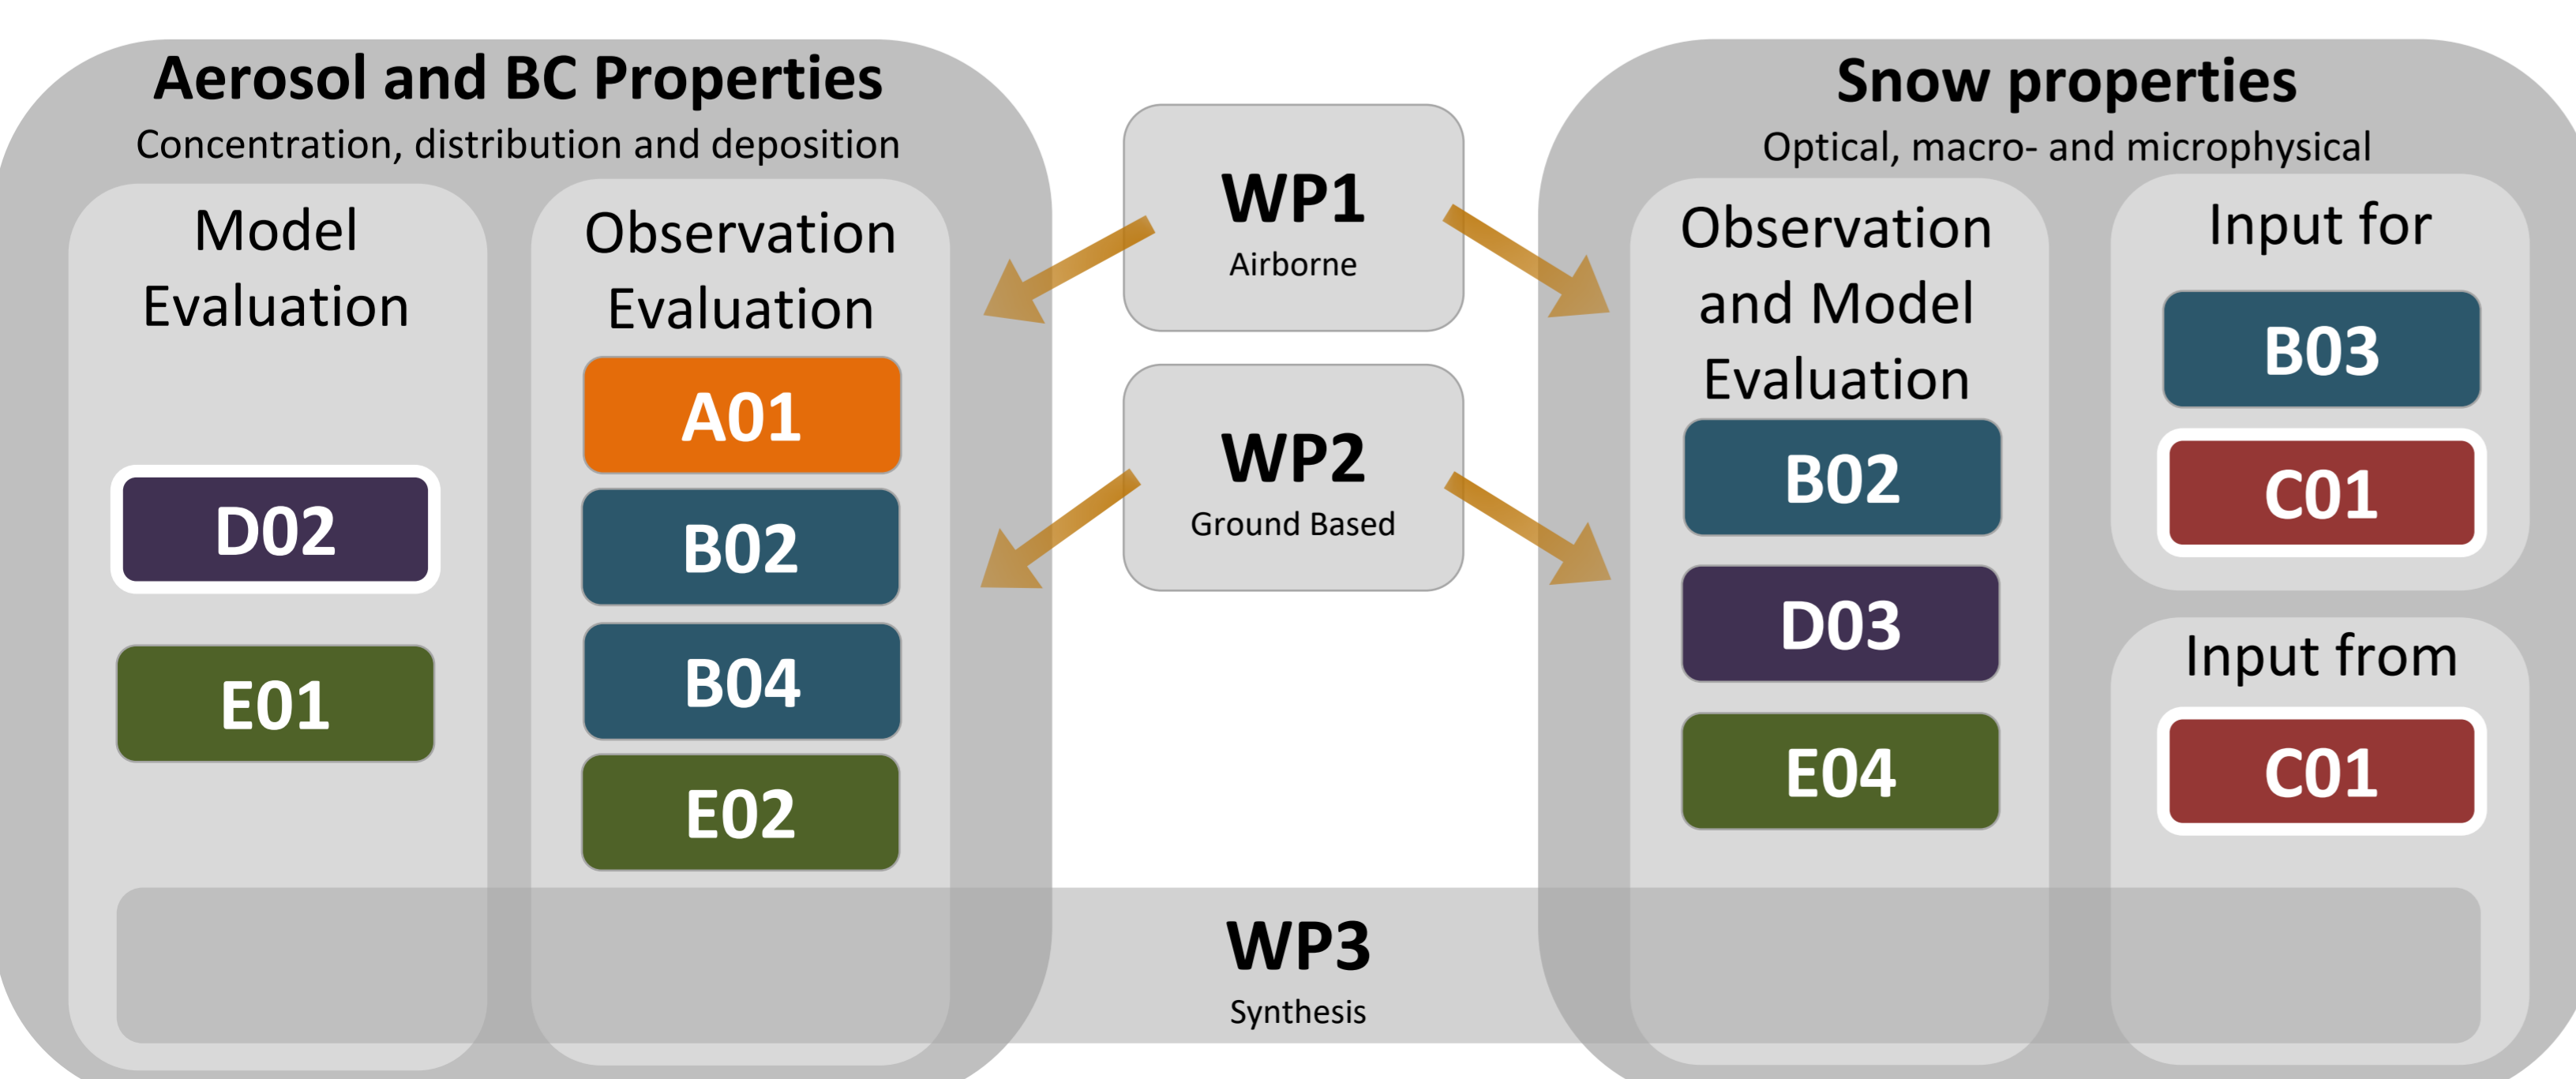 Aerosol and BC Properties
Concentration, distribution and deposition
Model
Evaluation
D02
E01
Observation
Evaluation
A01
B02
B04
E02
WP1
Airborne
WP2
Ground Based
WP3
Synthesis
Snow properties
Optical, macro- and microphysical
Observation
and Model
Evaluation
B02
D03
E04
Input for
B03
C01
Input from
C01